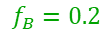 f_B = 0.2